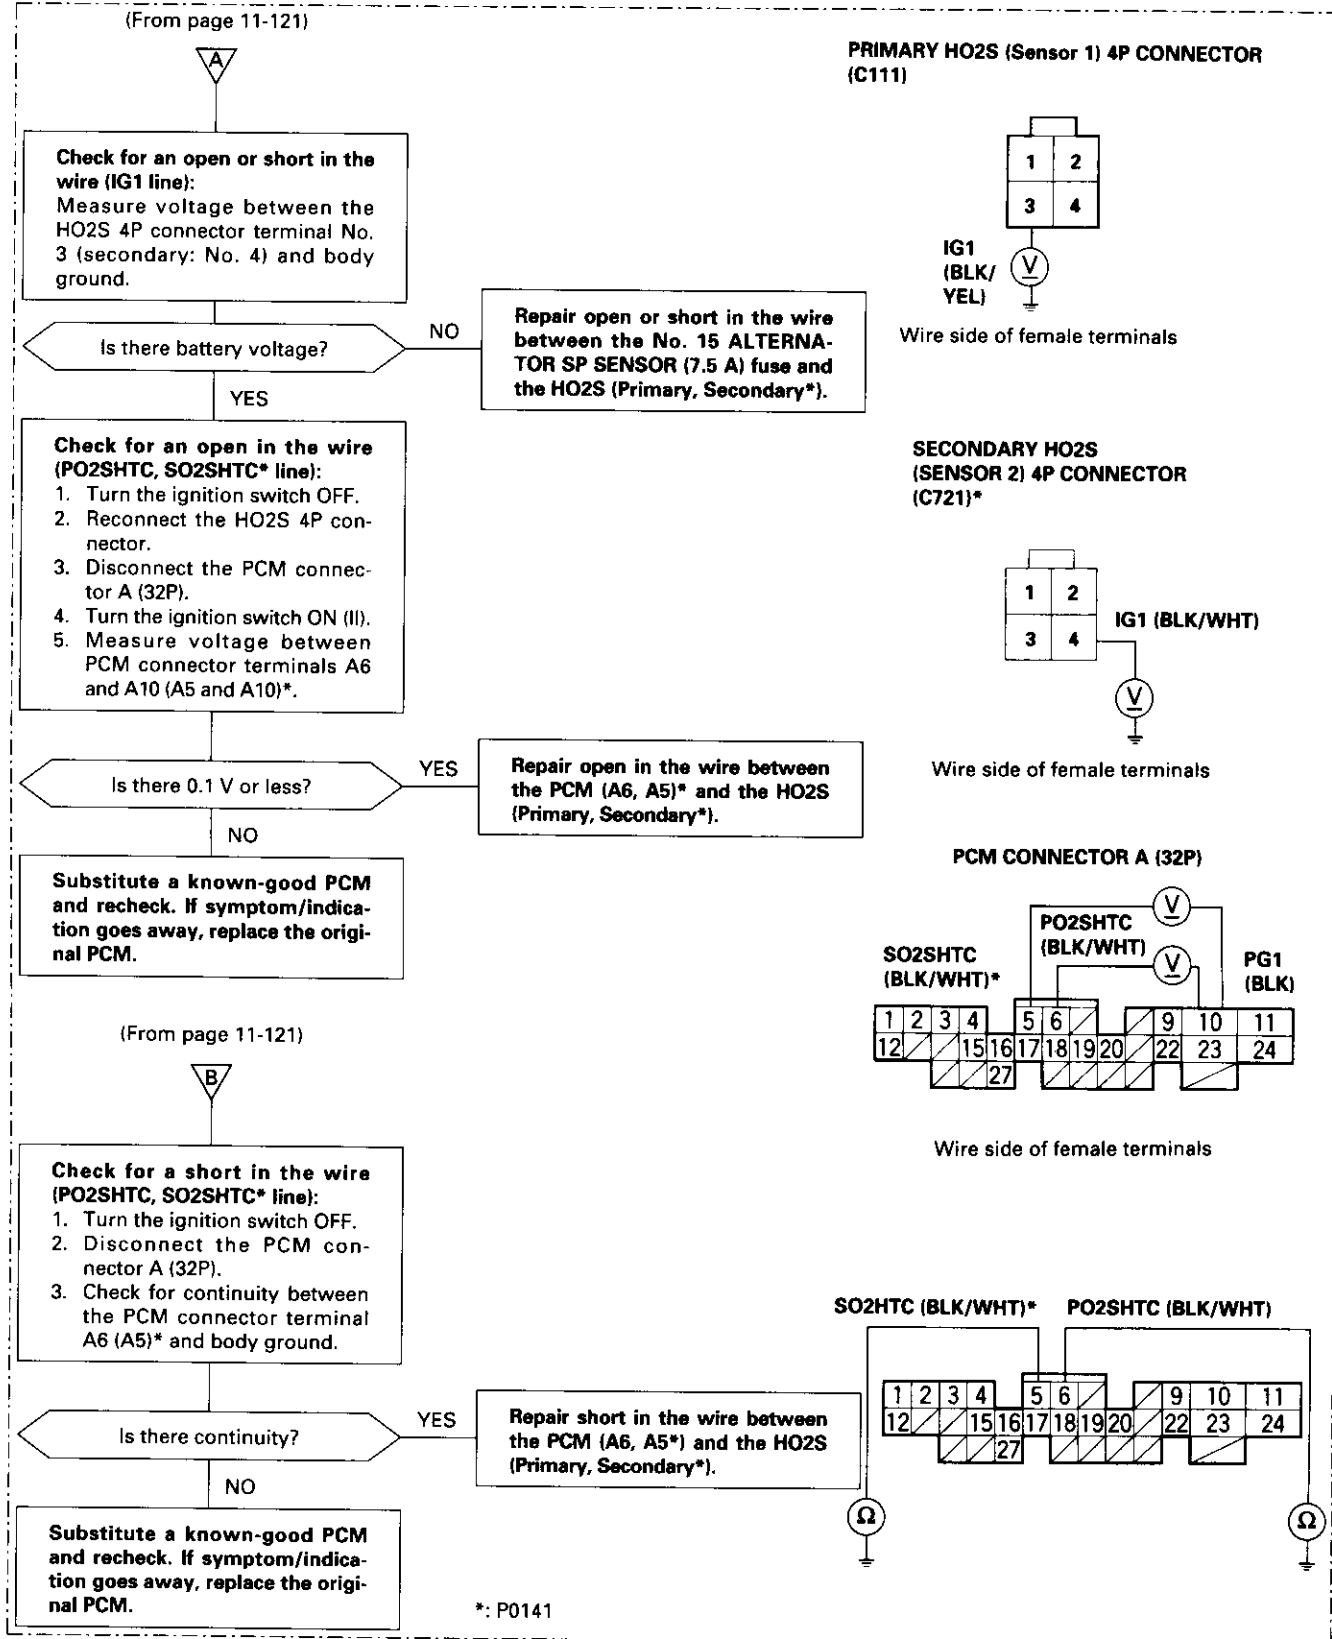 (From page 11-121)
A
Check for an open or short in the
wire (IG1 line):
Measure voltage between the
HO2S 4P connector terminal No.
3 (secondary: No. 4) and body
ground.
Is there battery voltage?
NO
Repair open or short in the wire
between the No. 15 ALTERNA-
TOR SP SENSOR (7.5 A) fuse and
the HO2S (Primary, Secondary*).
YES
Check for an open in the wire
(PO2SHTC, SO2SHTC* line):
1. Turn the ignition switch OFF.
2. Reconnect the HO2S 4P con-
nector.
3. Disconnect the PCM connec-
tor A (32P).
4. Turn the ignition switch ON (II).
5. Measure voltage between
PCM connector terminals A6
and A10 (A5 and A10)*.
Is there 0.1 V or less?
YES
Repair open in the wire between
the PCM (A6, A5)* and the HO2S
(Primary, Secondary*).
NO
Substitute a known-good PCM
and recheck. If symptom/indica-
tion goes away, replace the origi-
nal PCM.
(From page 11-121)
B
Check for a short in the wire
(PO2SHTC, SO2SHTC* line):
1. Turn the ignition switch OFF.
2. Disconnect the PCM con-
nector A (32P).
3. Check for continuity between
the PCM connector terminal
A6 (A5)* and body ground.
Is there continuity?
YES
Repair short in the wire between
the PCM (A6, A5*) and the HO2S
(Primary, Secondary*).
NO
Substitute a known-good PCM
and recheck. If symptom/indica-
tion goes away, replace the origi-
nal PCM.
*: P0141
PRIMARY HO2S (Sensor 1) 4P CONNECTOR
(C111)
1 2
3 4
IG1
(BLK/
YEL)
V
Wire side of female terminals
SECONDARY HO2S
(SENSOR 2) 4P CONNECTOR
(C721)*
1 2
3 4
IG1 (BLK/WHT)
V
Wire side of female terminals
PCM CONNECTOR A (32P)
V
PO2SHTC
(BLK/WHT)
V
SO2SHTC
(BLK/WHT)*
PG1
(BLK)
1 2 3 4 5 6 9 10 11
12 15 16 17 18 19 20 22 23 24
27
Wire side of female terminals
SO2HTC (BLK/WHT)* PO2SHTC (BLK/WHT)
1 2 3 4 5 6 9 10 11
12 15 16 17 18 19 20 22 23 24
27
Ω Ω